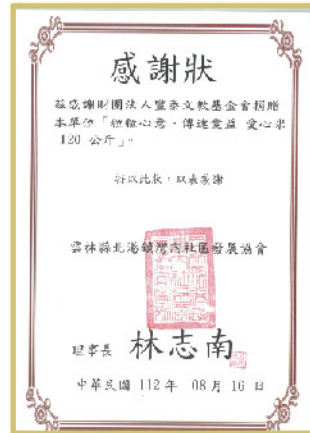 感謝狀
茲感謝財團法人豐泰文教基金會捐贈
本單位「粒粒心意、傳達愛益 愛心米
120 公斤」。
特以此狀，以表感謝
雲林縣北港鎮灣內社區發展協會
理事長 林志南
中華民國 112 年 08 月 16 日